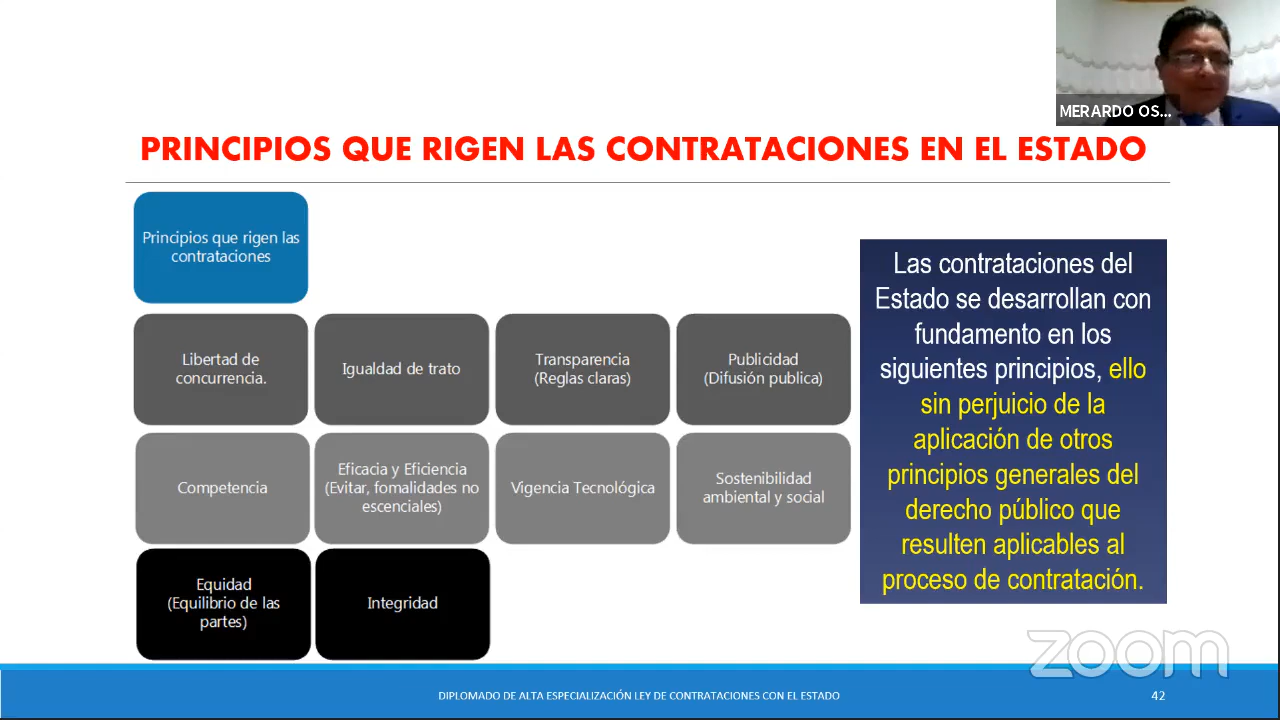 MERARDO OS...
PRINCIPIOS QUE RIGEN LAS CONTRATACIONES EN EL ESTADO
Principios que rigen las
contrataciones
Libertad de
concurrencia.
Igualdad de trato
Transparencia
(Reglas claras)
Publicidad
(Difusión publica)
Competencia
Eficacia y Eficiencia
(Evitar, fomalidades no
escenciales)
Vigencia Tecnológica
Sostenibilidad
ambiental y social
Equidad
(Equilibrio de las
partes)
Integridad
Las contrataciones del
Estado se desarrollan con
fundamento en los
siguientes principios, ello
sin perjuicio de la
aplicación de otros
principios generales del
derecho público que
resulten aplicables al
proceso de contratación.
zoom
DIPLOMADO DE ALTA ESPECIALIZACIÓN LEY DE CONTRATACIONES CON EL ESTADO
42